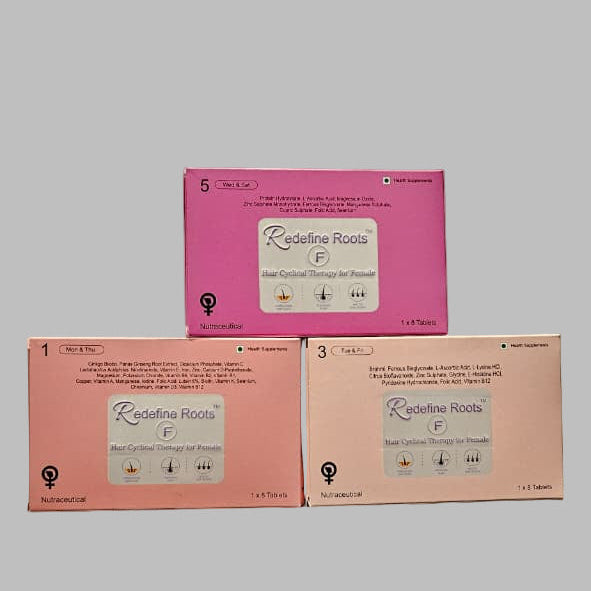 5 Wed & Sat
Health Supplements
Protein Hydrolysate, L-Ascorbic Acid, Magnesium Oxide,
Zinc Sulphate Monohydrate, Ferrous Bisglycinate, Manganese Sulphate,
Cupric Sulphate, Folic Acid, Selenium
Redefine Roots™
F
Hair Cyclical Therapy for Female
Nutraceutical
1 x 8 Tablets
1 Mon & Thu
Health Supplements
Ginkgo Biloba, Panax Ginseng Root Extract, Dicalcium Phosphate, Vitamin C,
Lactobacillus Acidophilus, Nicotinamide, Vitamin E, Iron, Zinc, Calcium D-Pantothenate,
Magnesium, Potassium Chloride, Vitamin B6, Vitamin B2, Vitamin B1,
Copper, Vitamin A, Manganese, Iodine, Folic Acid, Lutein 8%, Biotin, Vitamin K, Selenium,
Chromium, Vitamin D3, Vitamin B12
Redefine Roots™
F
Hair Cyclical Therapy for Female
Nutraceutical
1 x 8 Tablets
3 Tue & Fri
Health Supplements
Brahmi, Ferrous Bisglycinate, L-Ascorbic Acid, L-Lysine HCl,
Citrus Bioflavonoids, Zinc Sulphate, Glycine, L-Histidine HCl,
Pyridoxine Hydrochloride, Folic Acid, Vitamin B12
Redefine Roots™
F
Hair Cyclical Therapy for Female
Nutraceutical
1 x 8 Tablets